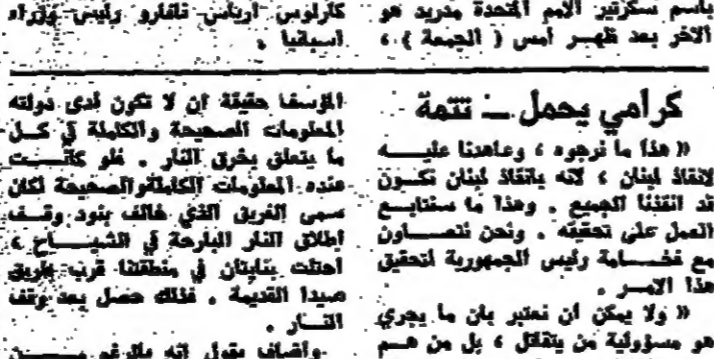 باسم سكرتير الامم المتحدة مدريد هو
الاخر بعد ظهر امس ( الجمعة ) ،
كارلوس ارياس نافارو رئيس وزراء
اسبانيا .
كرامي يحمل ــ تتمة
« هذا ما نرجوه ، وعاهدنا عليه
لانقاذ لبنان ، لانه بانقاذ لبنان نكون
قد انقذنا الجميع . وهذا ما سنتابع
العمل على تحقيقه . ونحن نتعاون
مع فخامة رئيس الجمهورية لتحقيق
هذا الامر .
« ولا يمكن ان نعتبر بان ما يجري
هو مسؤولية من يتقاتل ، بل من هم
المؤسف حقيقة ان لا تكون لدى دولته
المعلومات الصحيحة والكاملة في كل
ما يتعلق بخرق النار . فلو كانت
عنده المعلومات الكاملة والصحيحة لكان
سمى الفريق الذي خالف بنود وقف
اطلاق النار البارحة في الشياح ،
احتلت بنايتان في منطقتنا قرب طريق
صيدا القديمة . فذلك حصل بعد وقف
النار .
واضاف يقول انه بالرغم من